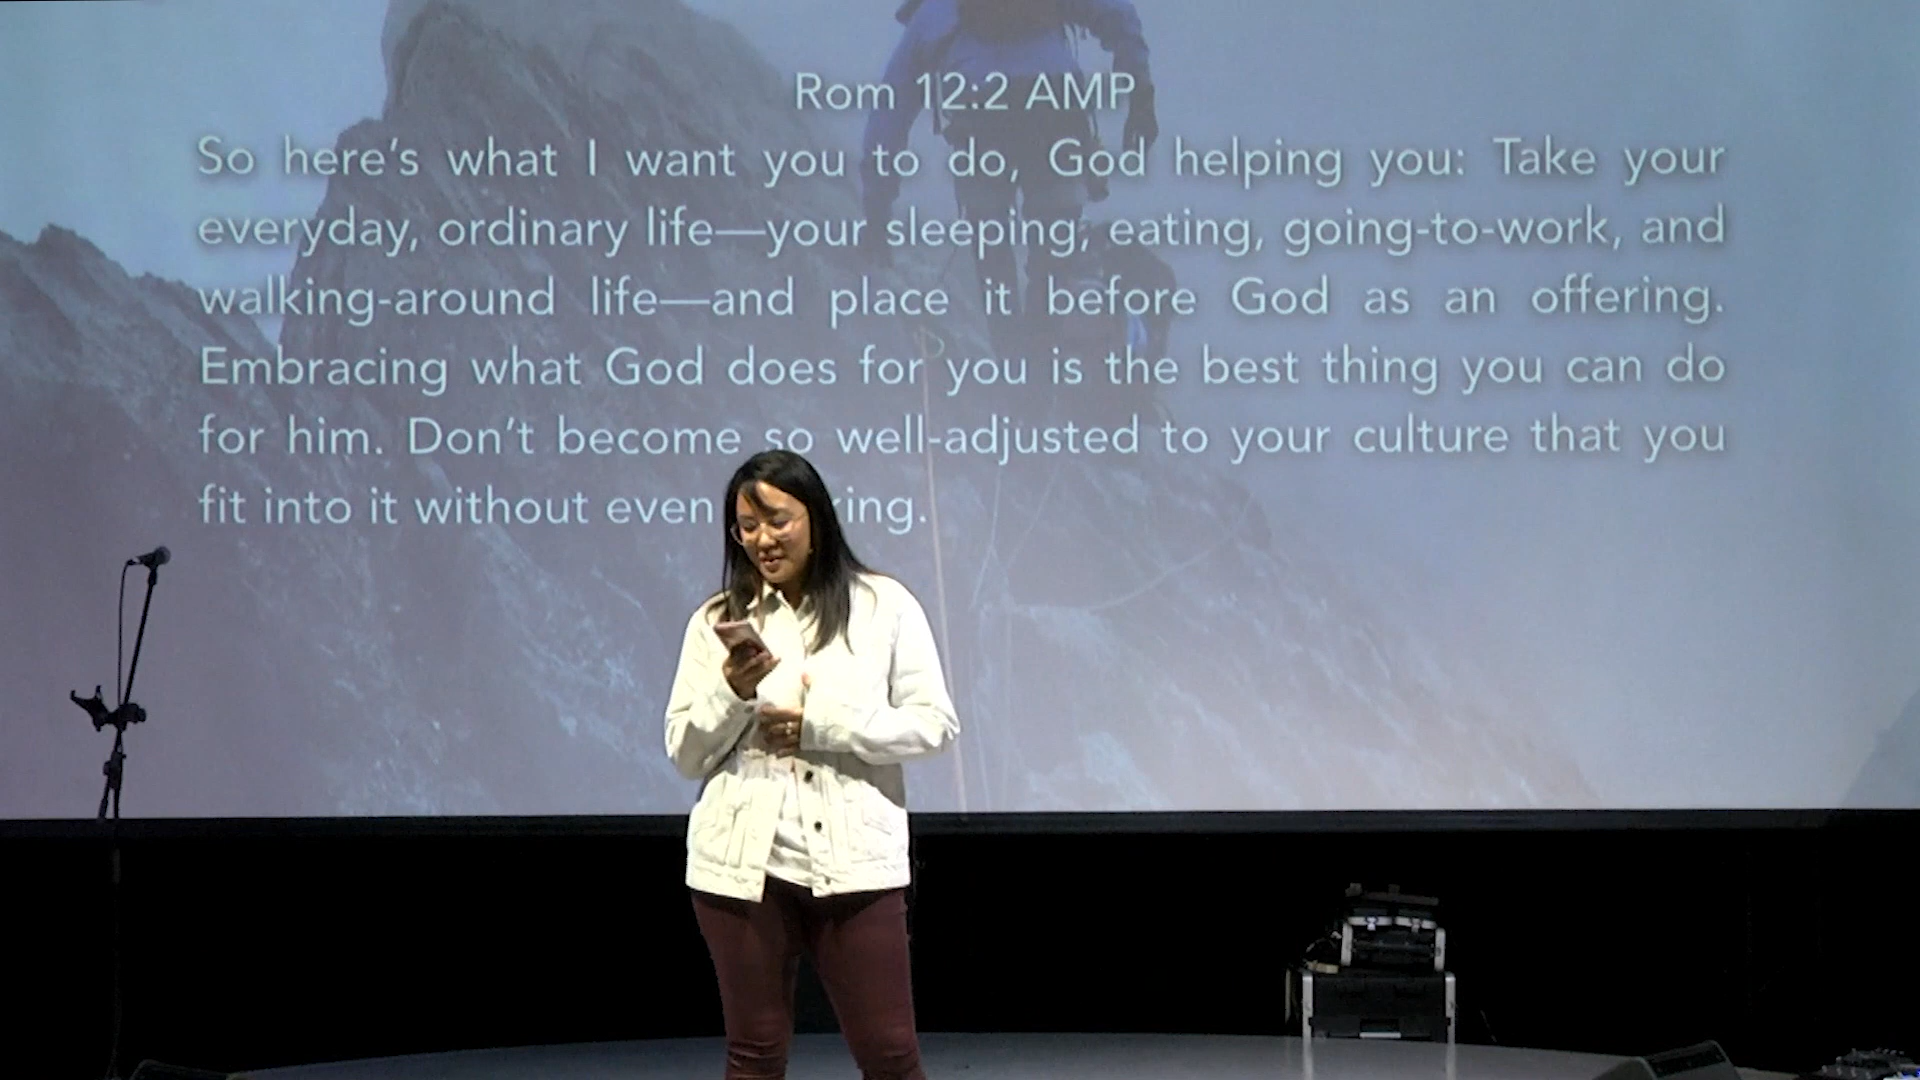 Rom 12:2 AMP
So here's what I want you to do, God helping you: Take your
everyday, ordinary life—your sleeping, eating, going-to-work, and
walking-around life—and place it before God as an offering.
Embracing what God does for you is the best thing you can do
for him. Don't become so well-adjusted to your culture that you
fit into it without even